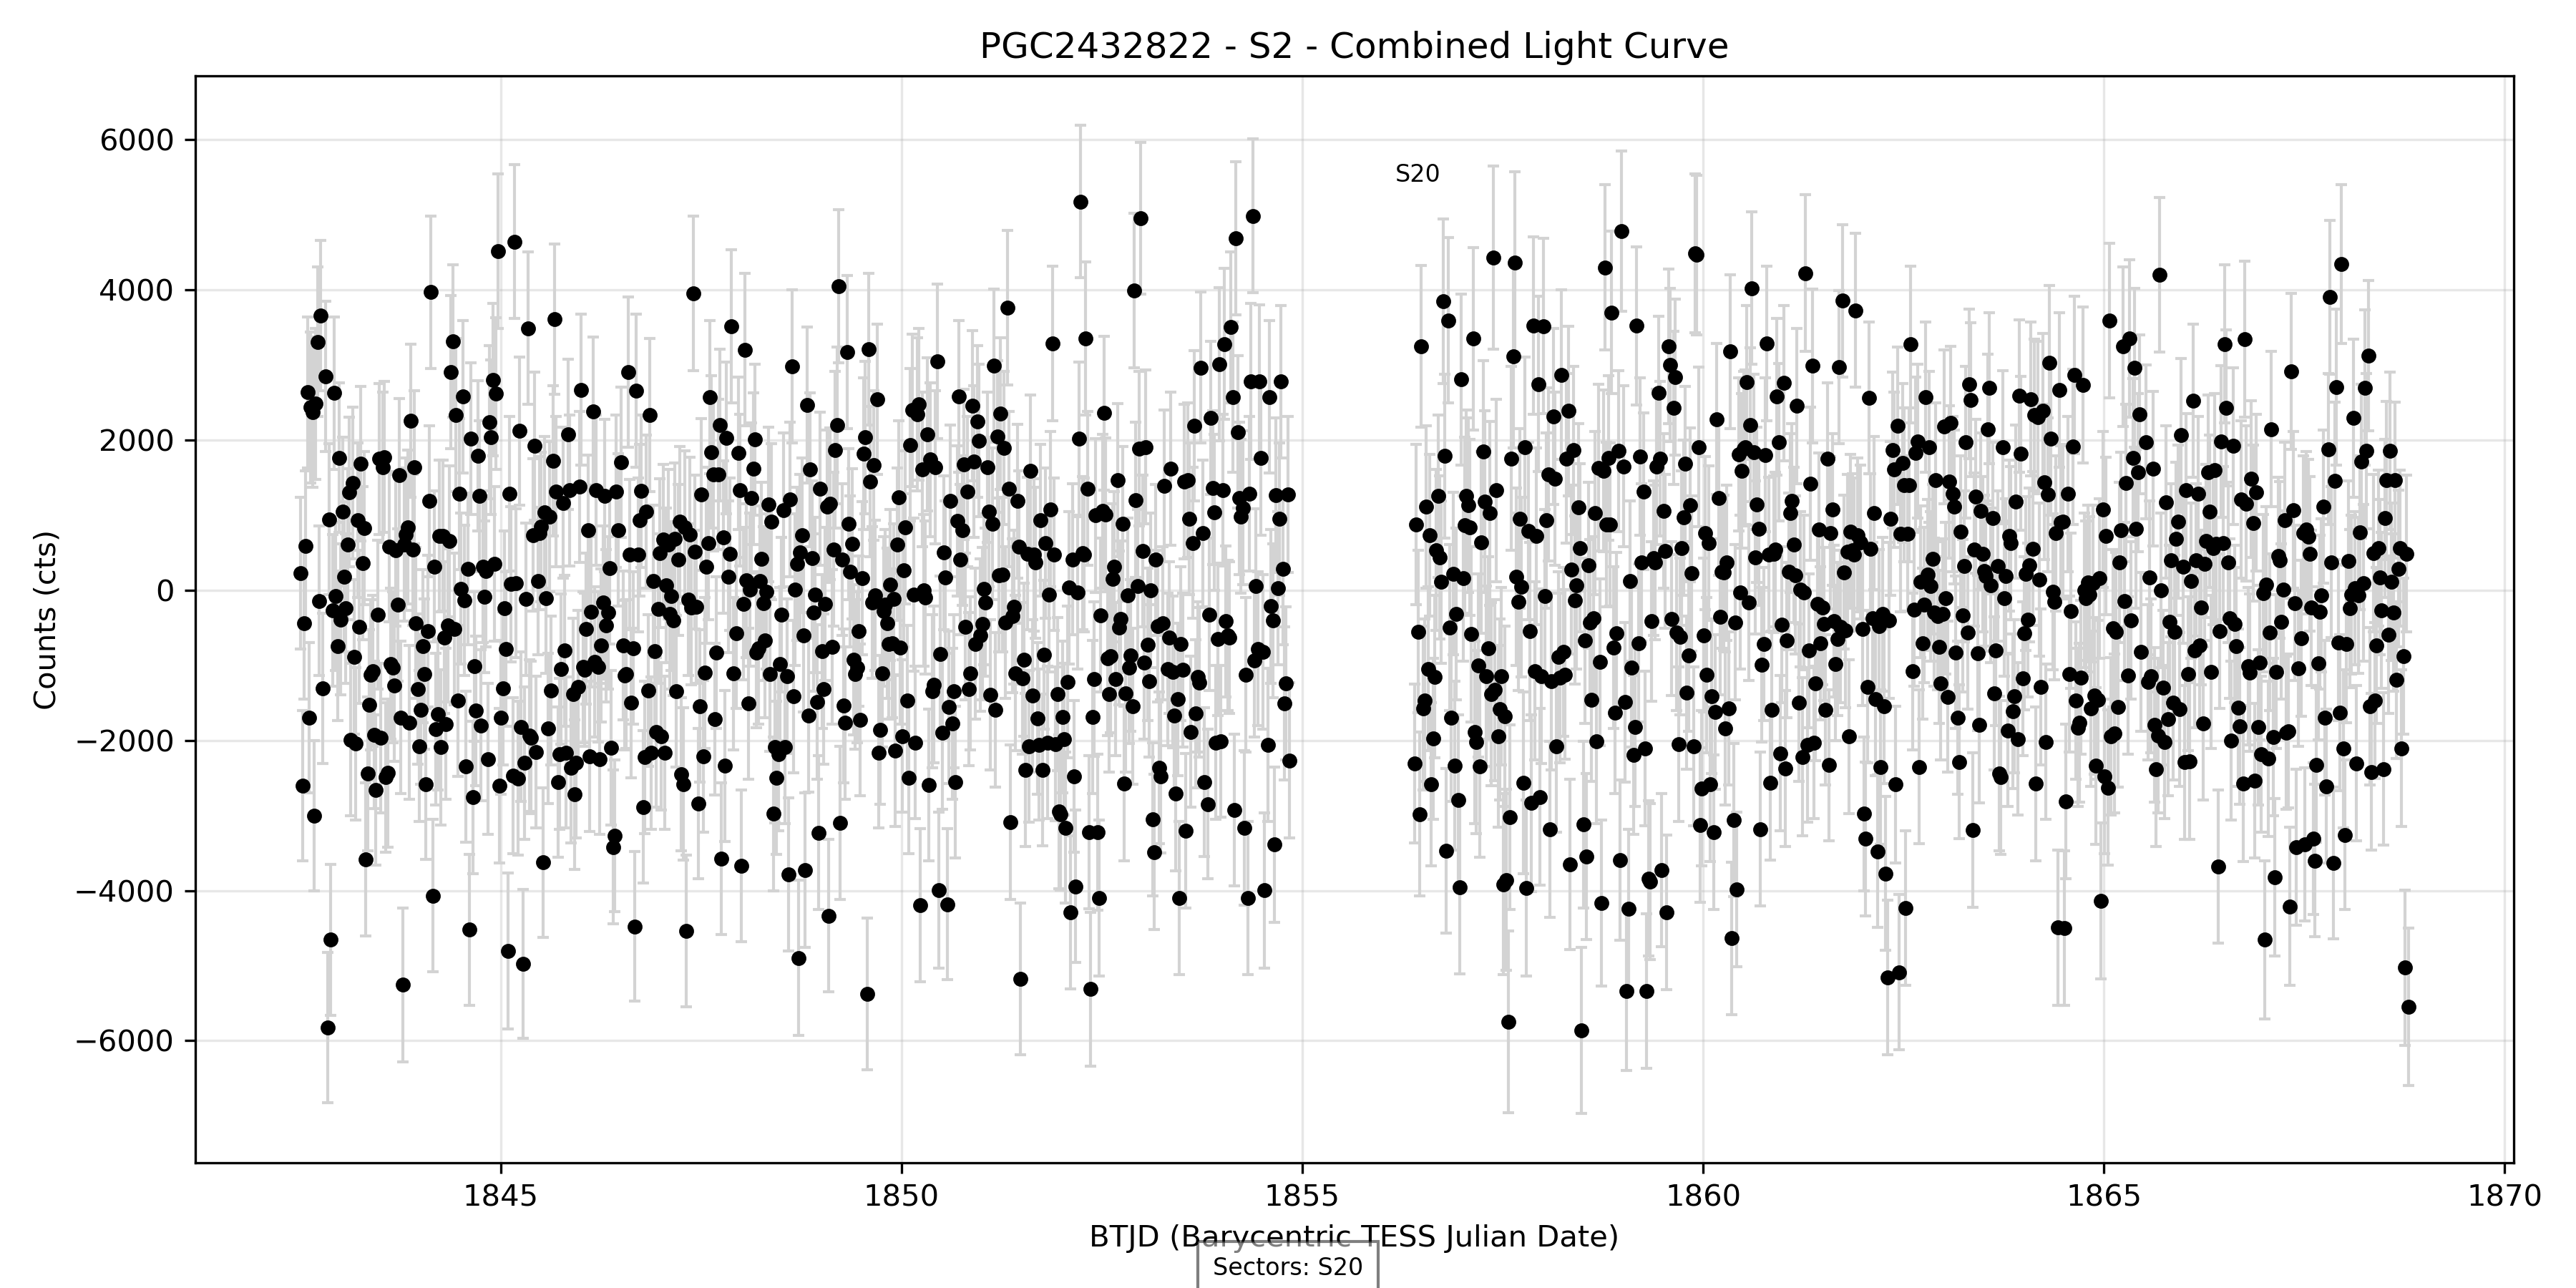 PGC2432822 - S2 - Combined Light Curve
Counts (cts)
6000
4000
2000
0
−2000
−4000
−6000
S20
1845
1850
1855
1860
1865
1870
BTJD (Barycentric TESS Julian Date)
Sectors: S20